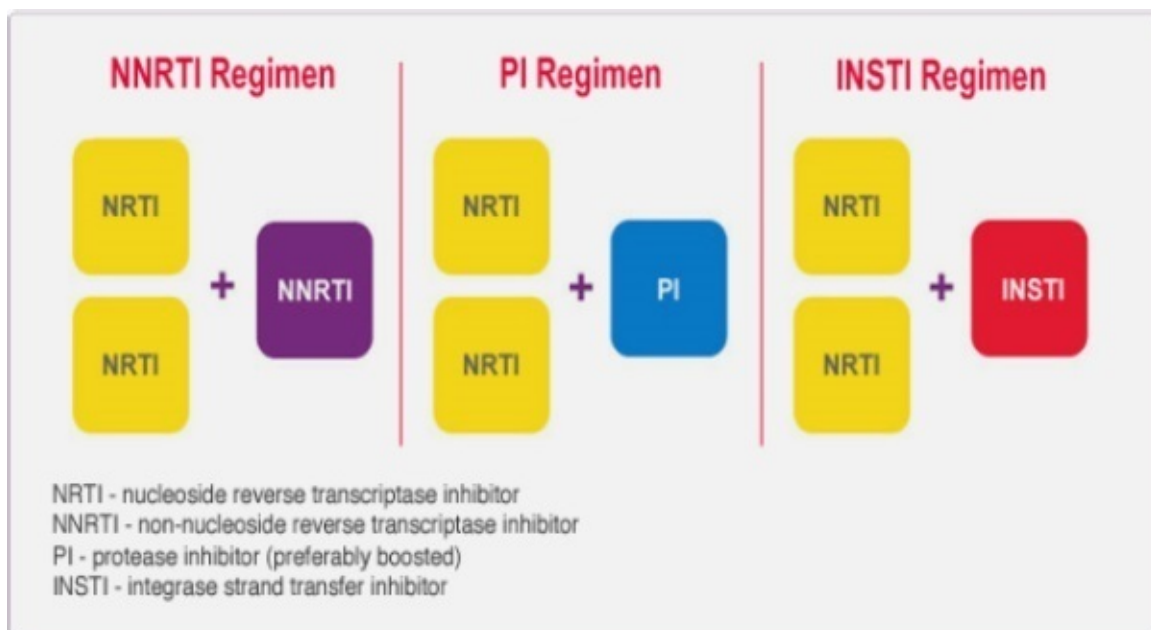 NNRTI Regimen
NRTI
NRTI
+
NNRTI
PI Regimen
NRTI
NRTI
+
PI
INSTI Regimen
NRTI
NRTI
+
INSTI
NRTI - nucleoside reverse transcriptase inhibitor
NNRTI - non-nucleoside reverse transcriptase inhibitor
PI - protease inhibitor (preferably boosted)
INSTI - integrase strand transfer inhibitor